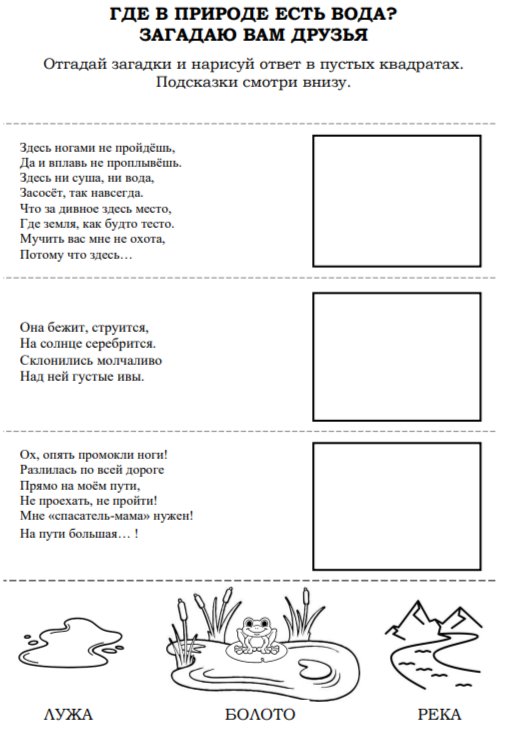 ГДЕ В ПРИРОДЕ ЕСТЬ ВОДА?
ЗАГАДАЮ ВАМ ДРУЗЬЯ
Отгадай загадки и нарисуй ответ в пустых квадратах.
Подсказки смотри внизу.
Здесь ногами не пройдёшь,
Да и вплавь не проплывёшь.
Здесь ни суша, ни вода,
Засосёт, так навсегда.
Что за дивное здесь место,
Где земля, как будто тесто.
Мучить вас мне не охота,
Потому что здесь…
Она бежит, струится,
На солнце серебрится.
Склонились молчаливо
Над ней густые ивы.
Ох, опять промокли ноги!
Разлилась по всей дороге
Прямо на моём пути,
Не проехать, не пройти!
Мне «спасатель-мама» нужен!
На пути большая… !
ЛУЖА
БОЛОТО
РЕКА